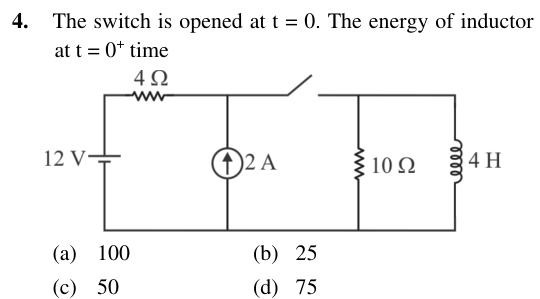 4. The switch is opened at t = 0. The energy of inductor
at t = 0⁺ time
4 Ω
12 V
2 A
10 Ω
4 H
(a) 100 (b) 25
(c) 50 (d) 75